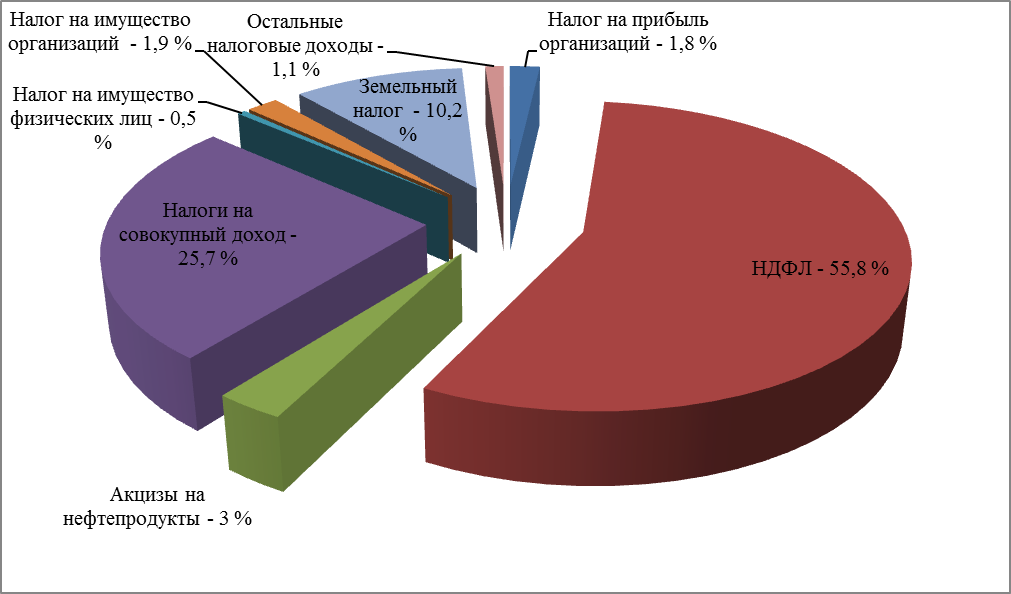 Налог на имущество
организаций - 1,9 %
Остальные
налоговые доходы -
1,1 %
Налог на прибыль
организаций - 1,8 %
Налог на имущество
физических лиц - 0,5
%
Земельный
налог - 10,2
%
Налоги на
совокупный доход -
25,7 %
НДФЛ - 55,8 %
Акцизы на
нефтепродукты - 3 %